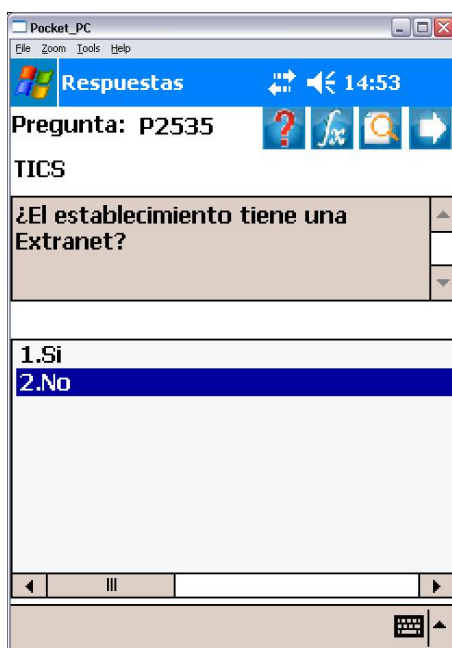 Pocket_PC
File Zoom Tools Help
Respuestas 14:53
Pregunta: P2535
TICS
¿El establecimiento tiene una
Extranet?
1.Si
2.No